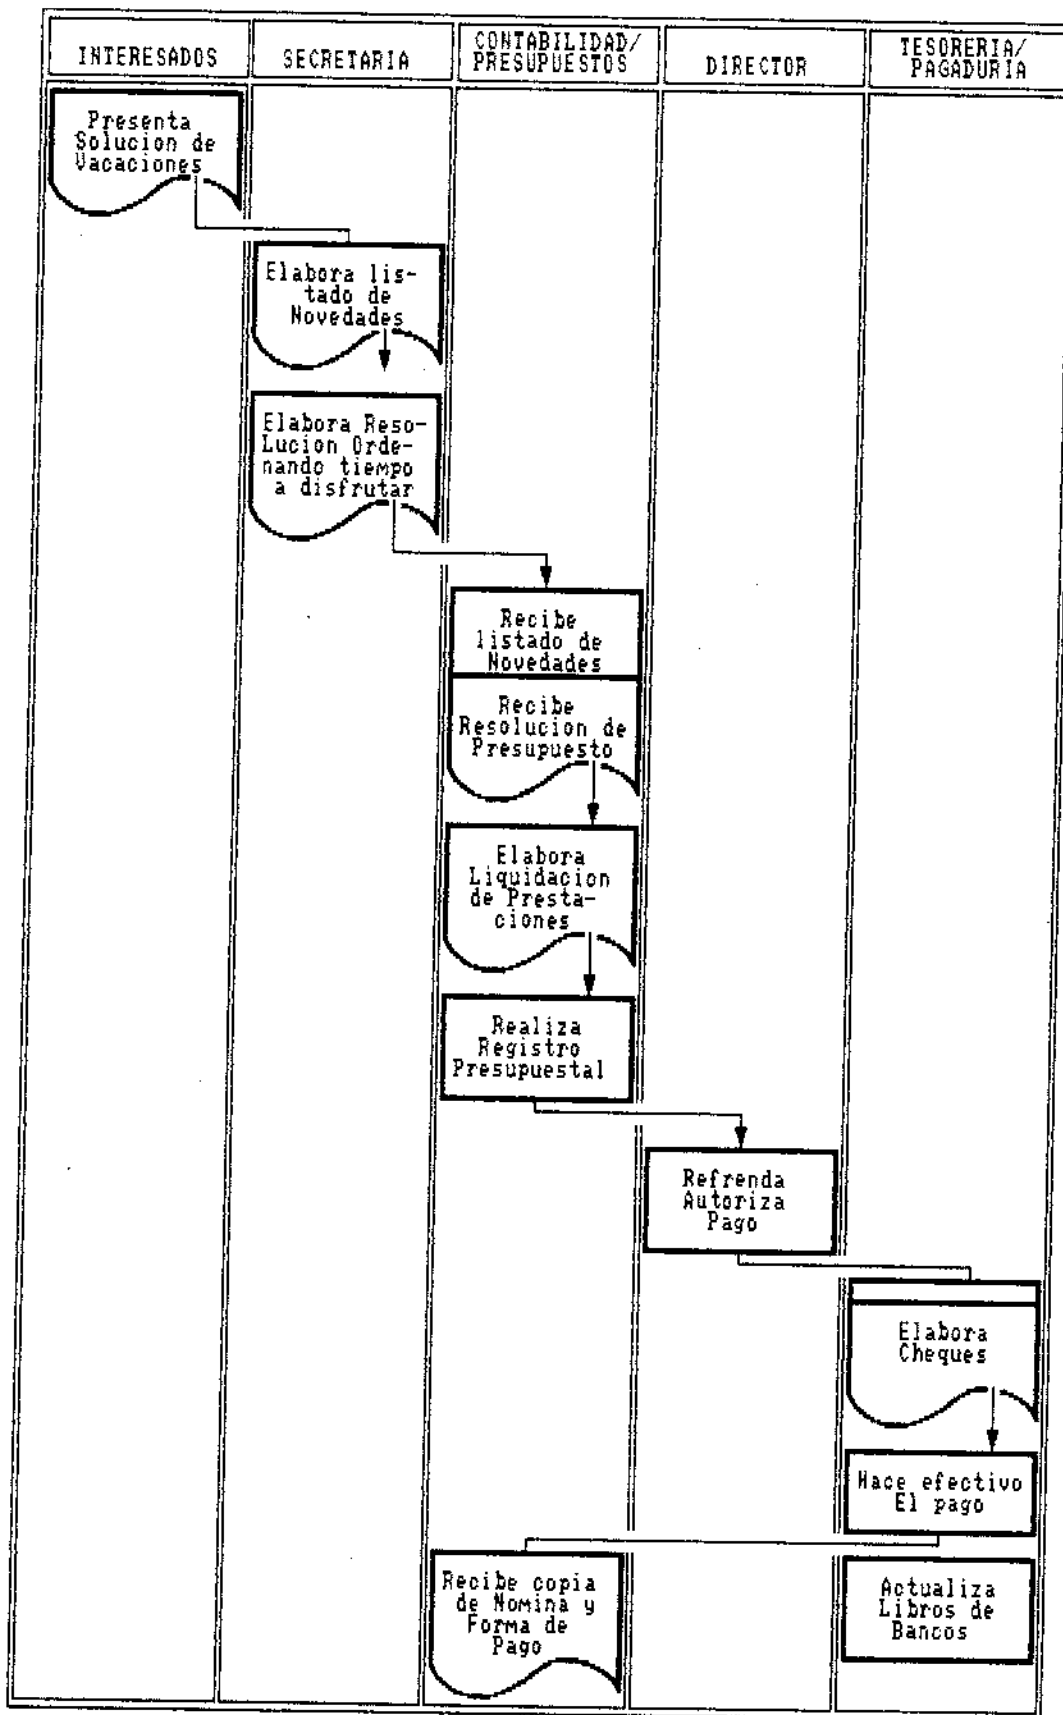 INTERESADOS
SECRETARIA
CONTABILIDAD/
PRESUPUESTOS
DIRECTOR
TESORERIA/
PAGADURIA
Presenta
Solucion de
Vacaciones
Elabora lis-
tado de
Novedades
Elabora Reso-
Lucion Orde-
nando tiempo
a disfrutar
Recibe
listado de
Novedades
Recibe
Resolucion de
Presupuesto
Elabora
Liquidacion
de Presta-
ciones
Realiza
Registro
Presupuestal
Refrenda
Autoriza
Pago
Elabora
Cheques
Hace efectivo
El pago
Recibe copia
de Nomina y
Forma de
Pago
Actualiza
Libros de
Bancos